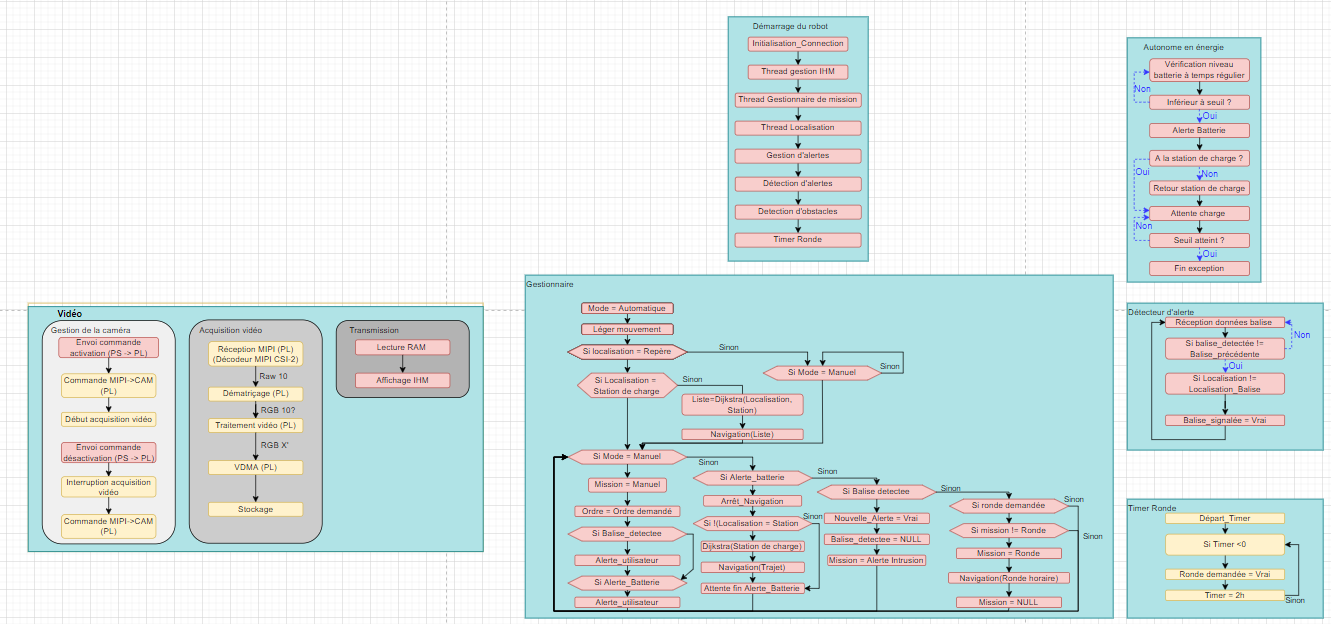 Démarrage du robot
Initialisation_Connection
Thread gestion IHM
Thread Gestionnaire de mission
Thread Localisation
Gestion d'alertes
Détection d'alertes
Detection d'obstacles
Timer Ronde
Autonome en énergie
Vérification niveau
batterie à temps régulier
Non
Inférieur à seuil ?
Oui
Alerte Batterie
A la station de charge ?
Oui
Non
Retour station de charge
Attente charge
Non
Seuil atteint ?
Oui
Fin exception
Vidéo
Gestion de la caméra
Envoi commande
activation (PS -> PL)
Commande MIPI->CAM
(PL)
Début acquisition vidéo
Envoi commande
désactivation (PS -> PL)
Interruption acquisition
vidéo
Commande MIPI->CAM
(PL)
Acquisition vidéo
Réception MIPI (PL)
(Décodeur MIPI CSI-2)
Raw 10
Dématriçage (PL)
RGB 10?
Traitement vidéo (PL)
RGB X'
VDMA (PL)
Stockage
Transmission
Lecture RAM
Affichage IHM
Gestionnaire
Mode = Automatique
Léger mouvement
Si localisation = Repère
Sinon
Si Mode = Manuel
Sinon
Si Localisation =
Station de charge
Sinon
Liste=Dijkstra(Localisation,
Station)
Navigation(Liste)
Si Mode = Manuel
Sinon
Mission = Manuel
Ordre = Ordre demandé
Si Balise_detectee
Alerte_utilisateur
Si Alerte_Batterie
Alerte_utilisateur
Si Alerte_batterie
Sinon
Arrêt_Navigation
Si !(Localisation = Station
Sinon
Dijkstra(Station de charge)
Navigation(Trajet)
Attente fin Alerte_Batterie
Si Balise detectee
Sinon
Nouvelle_Alerte = Vrai
Balise_detectee = NULL
Mission = Alerte Intrusion
Si ronde demandée
Sinon
Si mission != Ronde
Sinon
Mission = Ronde
Navigation(Ronde horaire)
Mission = NULL
Détecteur d'alerte
Réception données balise
Non
Si balise_detectée !=
Balise_précédente
Oui
Si Localisation !=
Localisation_Balise
Balise_signalée = Vrai
Timer Ronde
Départ_Timer
Si Timer <0
Ronde demandée = Vrai
Timer = 2h
Sinon